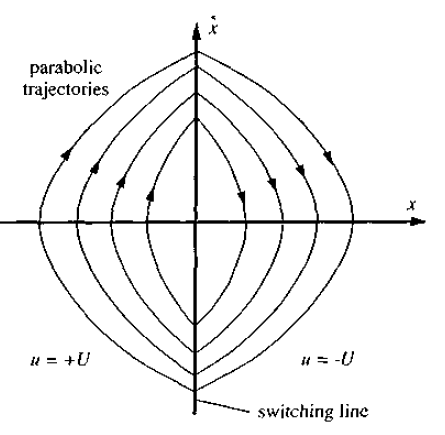 ẋ
parabolic
trajectories
x
u = +U
u = -U
switching line